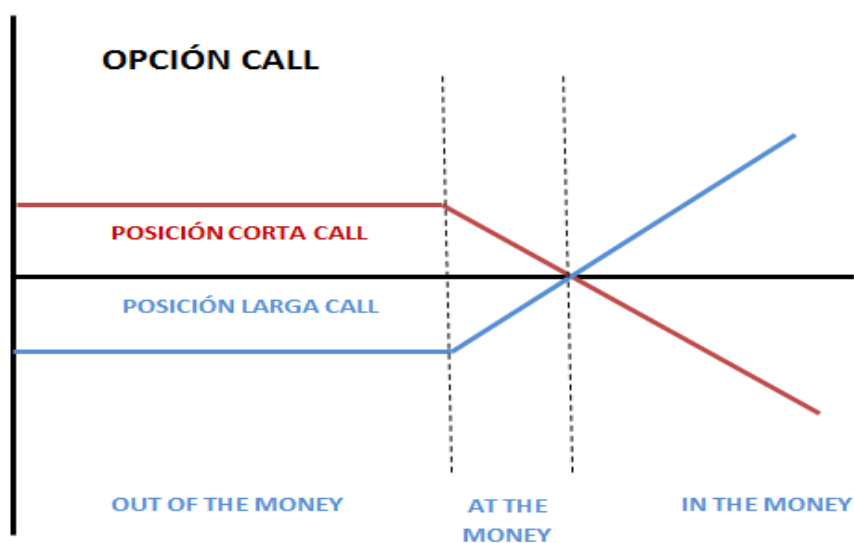 OPCIÓN CALL
POSICIÓN CORTA CALL
POSICIÓN LARGA CALL
OUT OF THE MONEY
AT THE
MONEY
IN THE MONEY